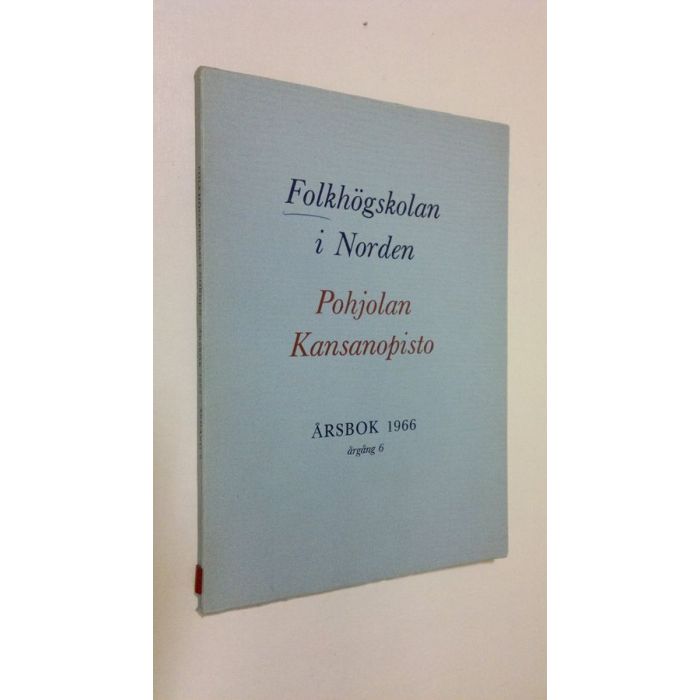 Folkhögskolan
i Norden
Pohjolan
Kansanopisto
ÅRSBOK 1966
årgång 6